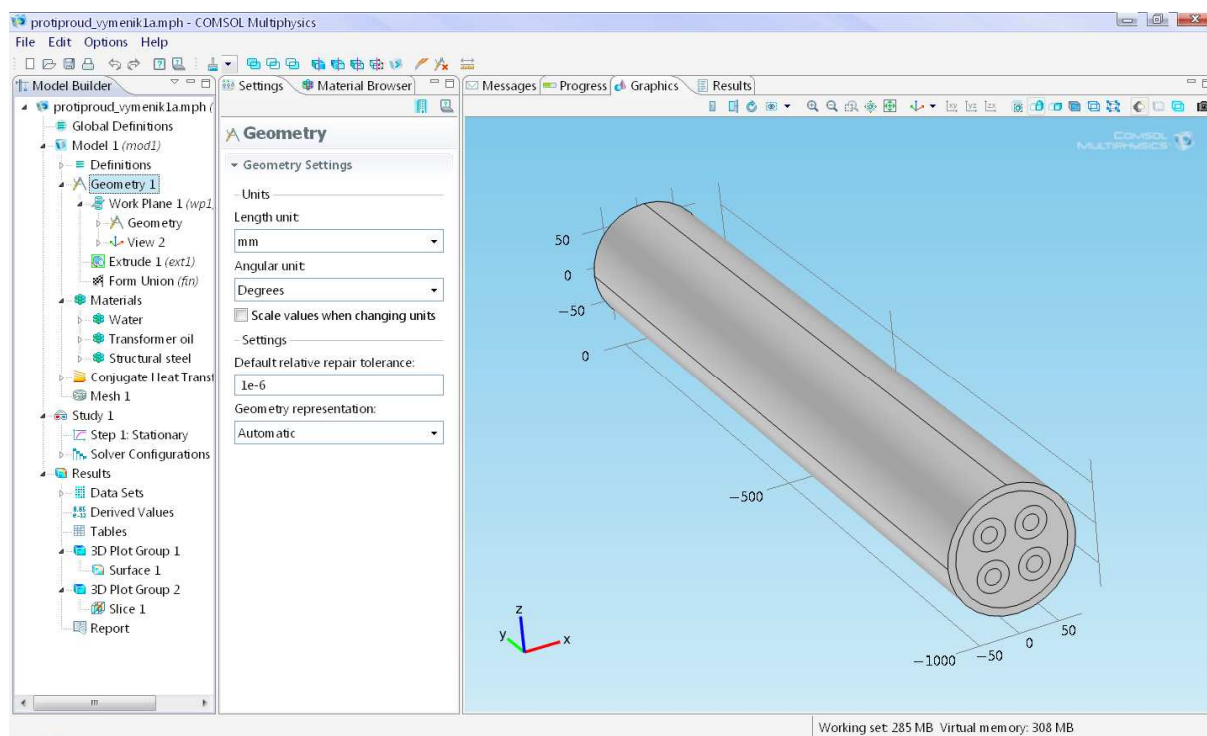 protiproud_vymenik1a.mph - COMSOL Multiphysics
File Edit Options Help
Model Builder
Settings Material Browser
Messages Progress Graphics Results
protiproud_vymenik1a.mph (
Global Definitions
Model 1 (mod1)
Definitions
Geometry 1
Work Plane 1 (wp1
Geometry
View 2
Extrude 1 (ext1)
Form Union (fin)
Materials
Water
Transformer oil
Structural steel
Conjugate Heat Transf
Mesh 1
Study 1
Step 1: Stationary
Solver Configurations
Results
Data Sets
Derived Values
Tables
3D Plot Group 1
Surface 1
3D Plot Group 2
Slice 1
Report
Geometry
Geometry Settings
Units
Length unit:
mm
Angular unit:
Degrees
Scale values when changing units
Settings
Default relative repair tolerance:
1e-6
Geometry representation:
Automatic
COMSOL
MULTIPHYSICS
50
0
−50
0
−500
−1000
−50
0
50
z
y
x
Working set: 285 MB Virtual memory: 308 MB